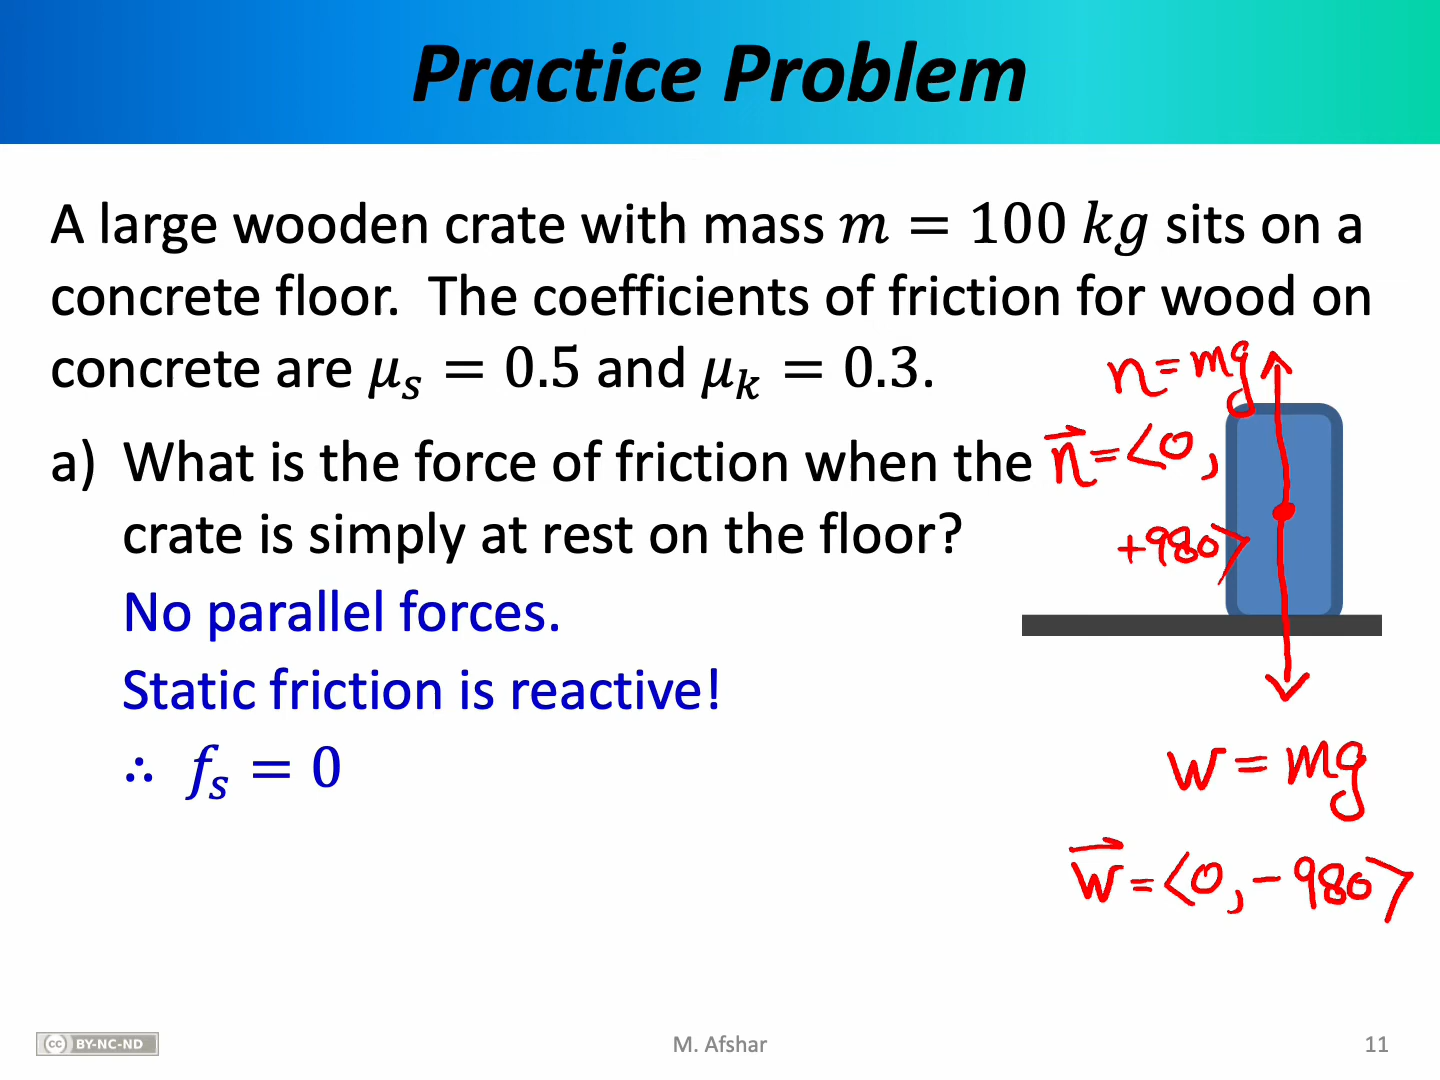 Practice Problem
A large wooden crate with mass m = 100 kg sits on a
concrete floor. The coefficients of friction for wood on
concrete are μₛ = 0.5 and μₖ = 0.3.
n = mg
a) What is the force of friction when the
crate is simply at rest on the floor?
n⃗ = <0,
+980>
No parallel forces.
Static friction is reactive!
∴ fₛ = 0
w = mg
w⃗ = <0, -980>
cc BY-NC-ND
M. Afshar
11